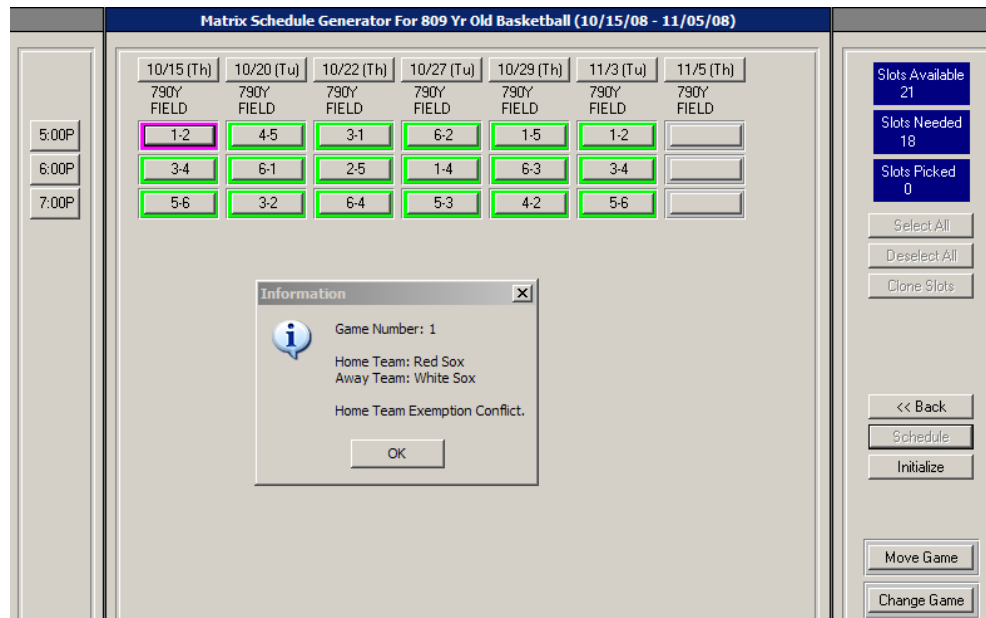 Matrix Schedule Generator For 809 Yr Old Basketball (10/15/08 - 11/05/08)
10/15 (Th) 10/20 (Tu) 10/22 (Th) 10/27 (Tu) 10/29 (Th) 11/3 (Tu) 11/5 (Th)
790Y 790Y 790Y 790Y 790Y 790Y 790Y
FIELD FIELD FIELD FIELD FIELD FIELD FIELD
5:00P 1-2 4-5 3-1 6-2 1-5 1-2
6:00P 3-4 6-1 2-5 1-4 6-3 3-4
7:00P 5-6 3-2 6-4 5-3 4-2 5-6
Slots Available
21
Slots Needed
18
Slots Picked
0
Select All
Deselect All
Clone Slots
Information
Game Number: 1
Home Team: Red Sox
Away Team: White Sox
Home Team Exemption Conflict.
OK
<< Back
Schedule
Initialize
Move Game
Change Game